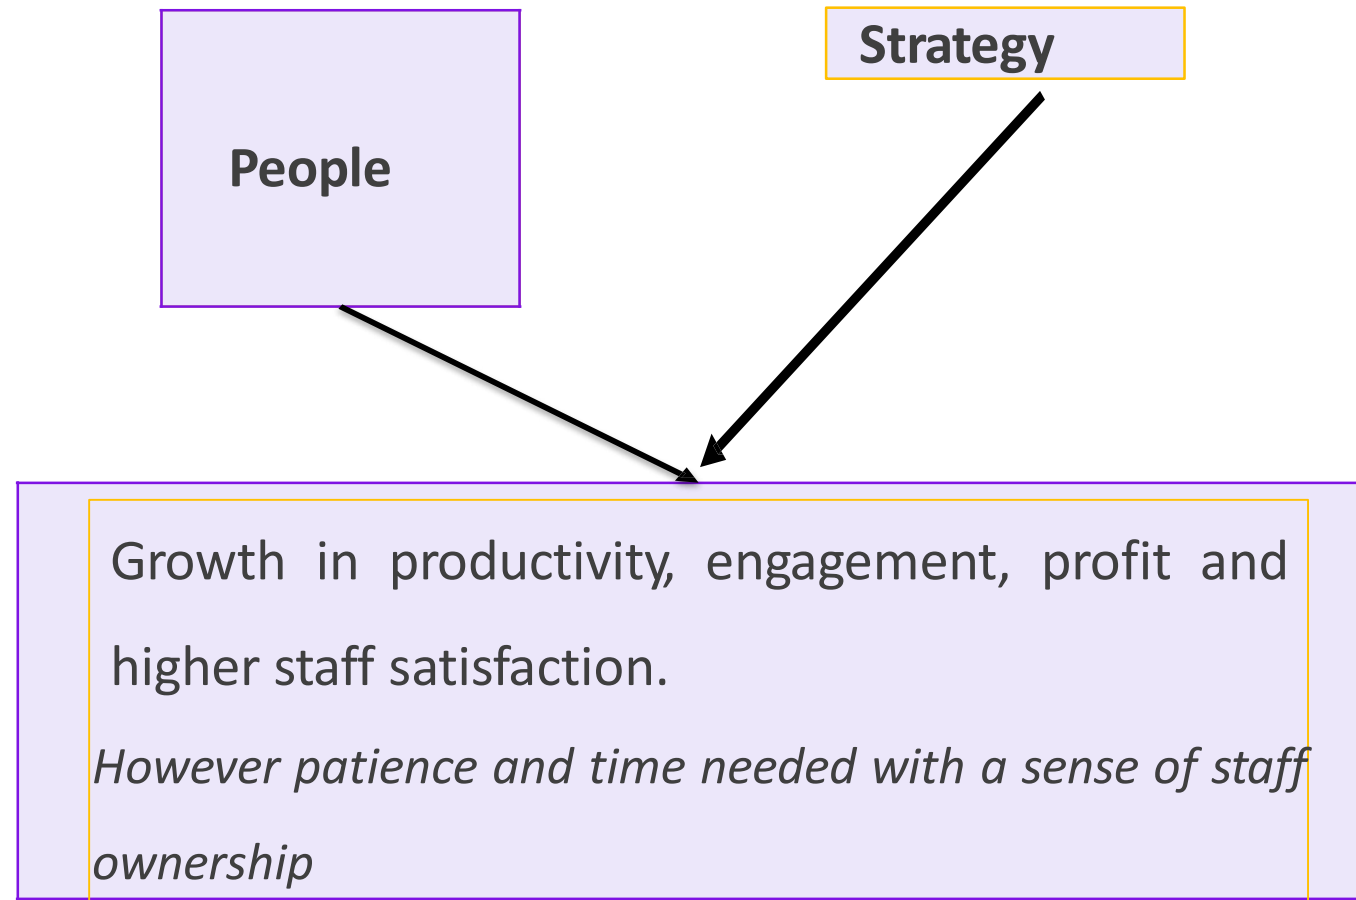 People
Strategy
Growth in productivity, engagement, profit and
higher staff satisfaction.
However patience and time needed with a sense of staff
ownership